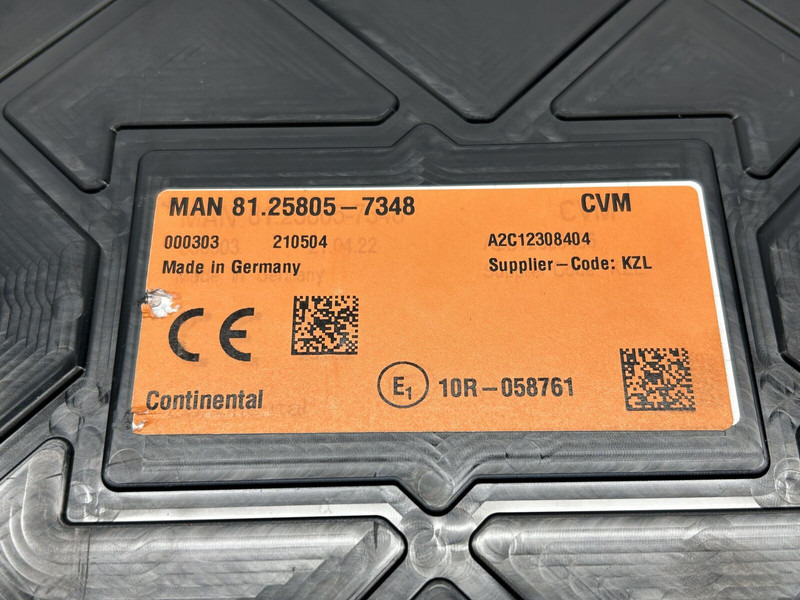 MAN 81.25805-7348 CVM
000303 210504 A2C12308404
Made in Germany Supplier-Code: KZL
CE
Continental E1 10R-058761